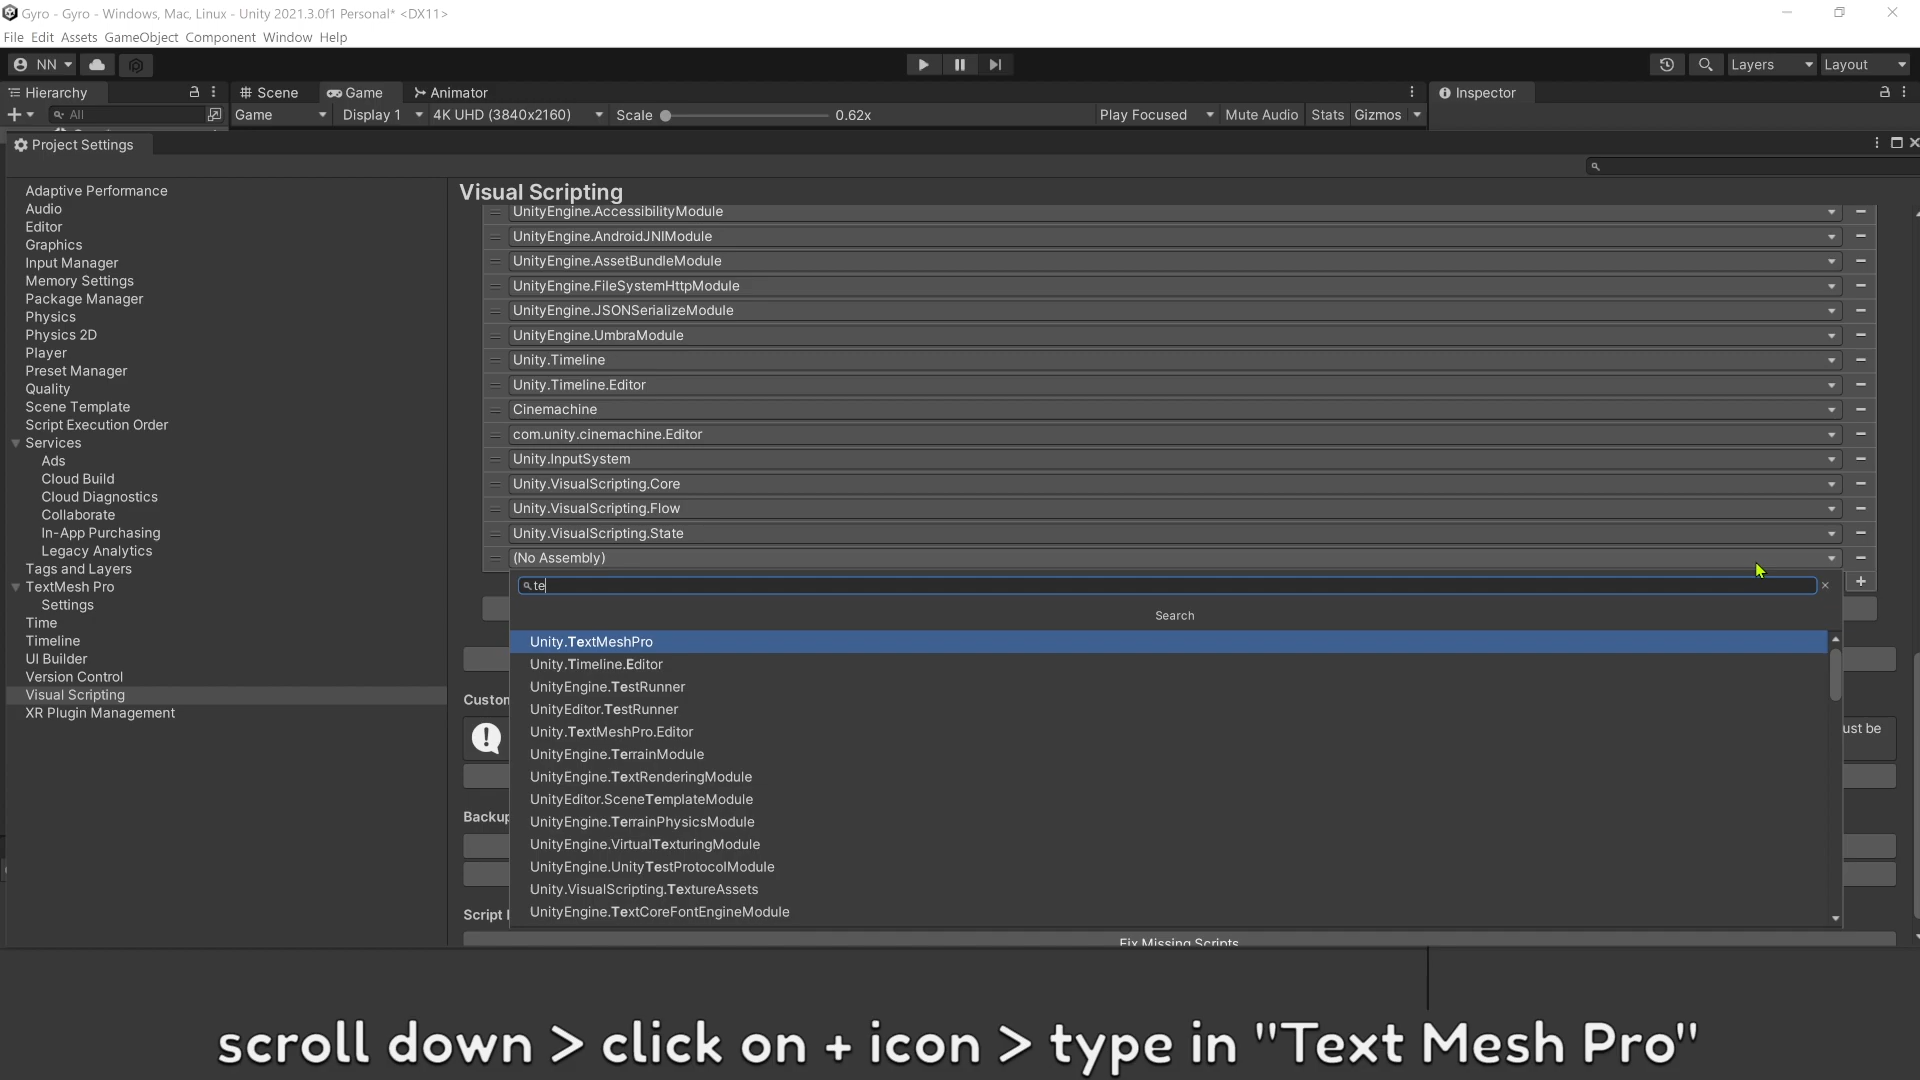 Gyro - Gyro - Windows, Mac, Linux - Unity 2021.3.0f1 Personal* <DX11>
File Edit Assets GameObject Component Window Help
NN Layers Layout
Hierarchy Scene Game Animator Inspector
All Game Display 1 4K UHD (3840x2160) Scale 0.62x Play Focused Mute Audio Stats Gizmos
Project Settings
Adaptive Performance
Audio
Editor
Graphics
Input Manager
Memory Settings
Package Manager
Physics
Physics 2D
Player
Preset Manager
Quality
Scene Template
Script Execution Order
Services
Ads
Cloud Build
Cloud Diagnostics
Collaborate
In-App Purchasing
Legacy Analytics
Tags and Layers
TextMesh Pro
Settings
Time
Timeline
UI Builder
Version Control
Visual Scripting
XR Plugin Management
Visual Scripting
UnityEngine.AccessibilityModule
UnityEngine.AndroidJNIModule
UnityEngine.AssetBundleModule
UnityEngine.FileSystemHttpModule
UnityEngine.JSONSerializeModule
UnityEngine.UmbraModule
Unity.Timeline
Unity.Timeline.Editor
Cinemachine
com.unity.cinemachine.Editor
Unity.InputSystem
Unity.VisualScripting.Core
Unity.VisualScripting.Flow
Unity.VisualScripting.State
(No Assembly)
te
Search
Unity.TextMeshPro
Unity.Timeline.Editor
UnityEngine.TestRunner
UnityEditor.TestRunner
Unity.TextMeshPro.Editor
UnityEngine.TerrainModule
UnityEngine.TextRenderingModule
UnityEditor.SceneTemplateModule
UnityEngine.TerrainPhysicsModule
UnityEngine.VirtualTexturingModule
UnityEngine.UnityTestProtocolModule
Unity.VisualScripting.TextureAssets
UnityEngine.TextCoreFontEngineModule
Custom
ust be
Backup
Script
Fix Missing Scripts
scroll down > click on + icon > type in "Text Mesh Pro"